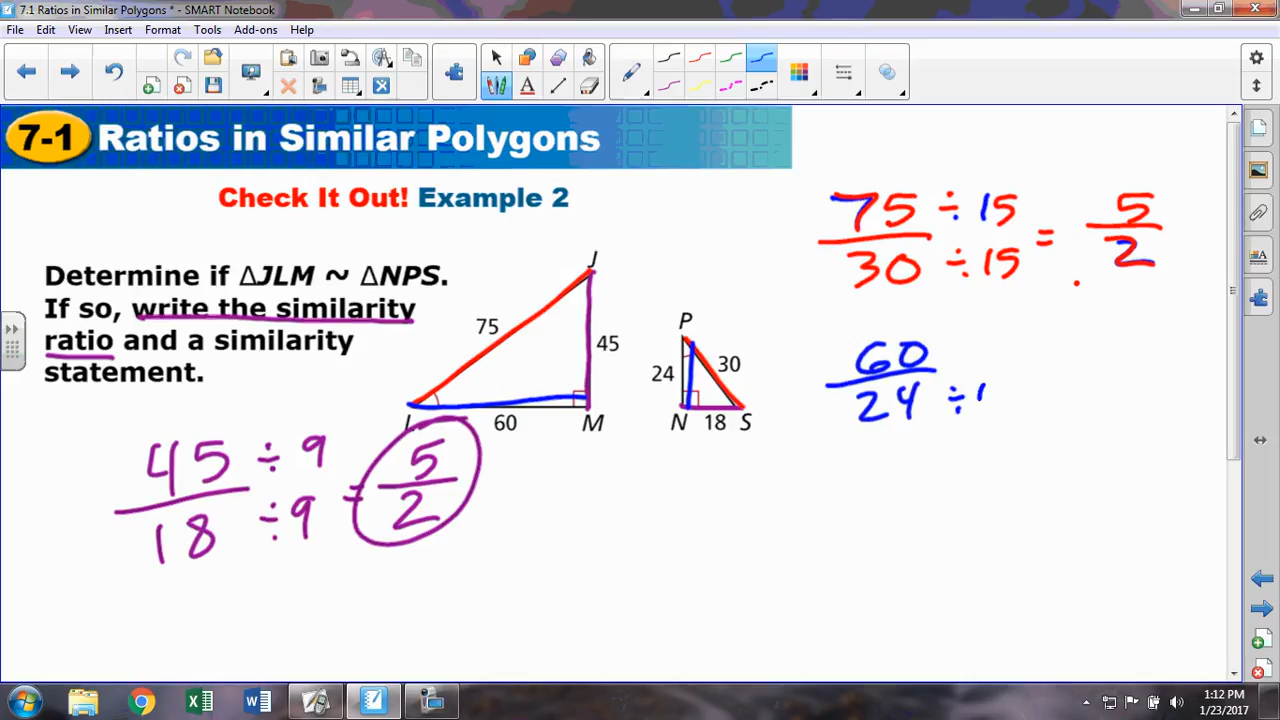 7.1 Ratios in Similar Polygons * - SMART Notebook
File Edit View Insert Format Tools Add-ons Help
7-1 Ratios in Similar Polygons
Check It Out! Example 2
Determine if ΔJLM ~ ΔNPS.
If so, write the similarity
ratio and a similarity
statement.
J
75
45
L
60
M
P
24
30
N
18
S
75 ÷ 15
30 ÷ 15
=
5
2
60
24 ÷
45 ÷ 9
18 ÷ 9
=
5
2
1:12 PM
1/23/2017